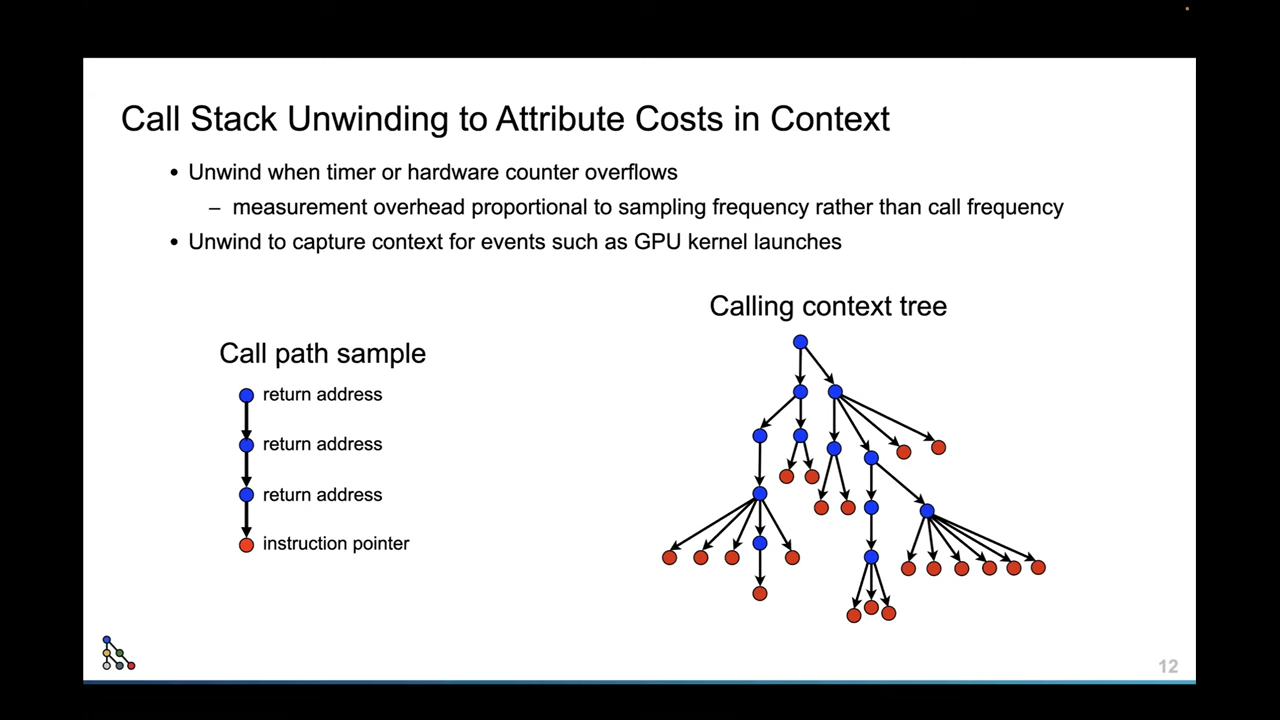 Call Stack Unwinding to Attribute Costs in Context
• Unwind when timer or hardware counter overflows
– measurement overhead proportional to sampling frequency rather than call frequency
• Unwind to capture context for events such as GPU kernel launches
Calling context tree
Call path sample
return address
return address
return address
instruction pointer
12